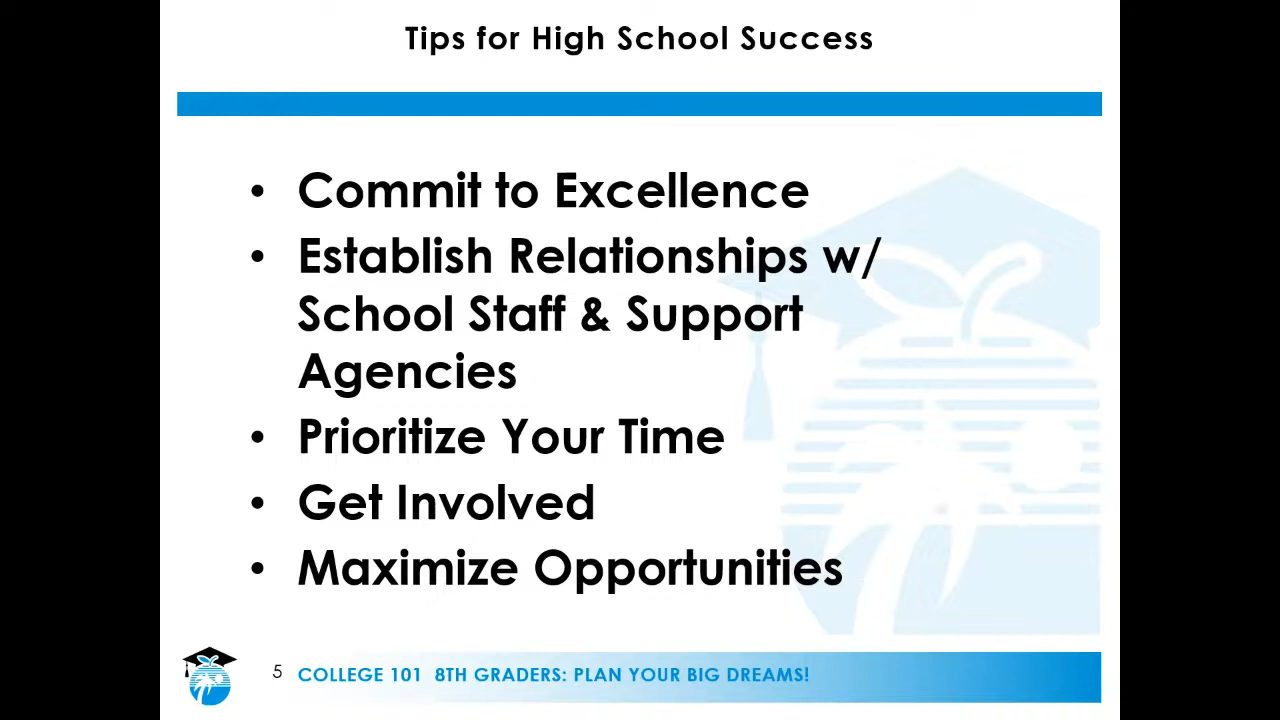 Tips for High School Success
• Commit to Excellence
• Establish Relationships w/
School Staff & Support
Agencies
• Prioritize Your Time
• Get Involved
• Maximize Opportunities
5 COLLEGE 101 8TH GRADERS: PLAN YOUR BIG DREAMS!